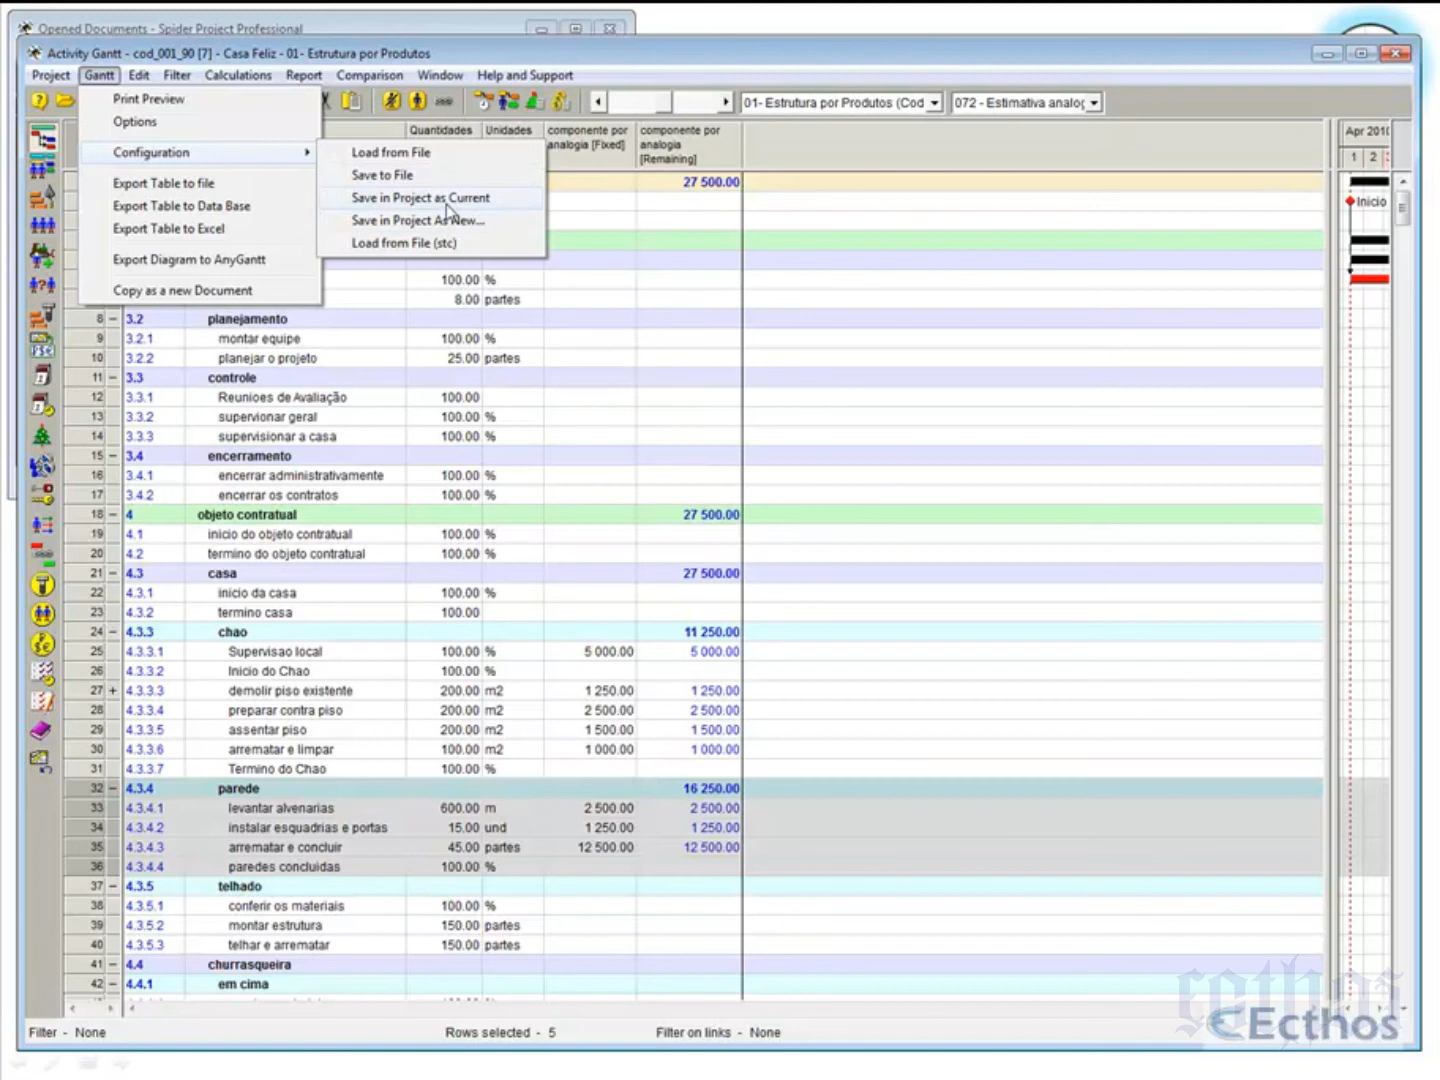 Opened Documents - Spider Project Professional
Activity Gantt - cod_001_90 [7] - Casa Feliz - 01- Estrutura por Produtos
Project Gantt Edit Filter Calculations Report Comparison Window Help and Support
01- Estrutura por Produtos (Cod 072 - Estimativa analog
Print Preview
Options
Configuration
Export Table to file
Export Table to Data Base
Export Table to Excel
Export Diagram to AnyGantt
Copy as a new Document
Load from File
Save to File
Save in Project as Current
Save in Project As New...
Load from File (stc)
Quantidades Unidades componente por analogia [Fixed] componente por analogia [Remaining]
Apr 2010
1 2
27 500.00
Inicio
100.00 %
8.00 partes
8 - 3.2 planejamento
9 3.2.1 montar equipe 100.00 %
10 3.2.2 planejar o projeto 25.00 partes
11 - 3.3 controle
12 3.3.1 Reunioes de Avaliação 100.00
13 3.3.2 supervionar geral 100.00 %
14 3.3.3 supervisionar a casa 100.00 %
15 - 3.4 encerramento
16 3.4.1 encerrar administrativamente 100.00 %
17 3.4.2 encerrar os contratos 100.00 %
18 - 4 objeto contratual 27 500.00
19 4.1 inicio do objeto contratual 100.00 %
20 4.2 termino do objeto contratual 100.00 %
21 - 4.3 casa 27 500.00
22 4.3.1 inicio da casa 100.00 %
23 4.3.2 termino casa 100.00
24 - 4.3.3 chao 11 250.00
25 4.3.3.1 Supervisao local 100.00 % 5 000.00 5 000.00
26 4.3.3.2 Inicio do Chao 100.00 %
27 + 4.3.3.3 demolir piso existente 200.00 m2 1 250.00 1 250.00
28 4.3.3.4 preparar contra piso 200.00 m2 2 500.00 2 500.00
29 4.3.3.5 assentar piso 200.00 m2 1 500.00 1 500.00
30 4.3.3.6 arrematar e limpar 100.00 m2 1 000.00 1 000.00
31 4.3.3.7 Termino do Chao 100.00 %
32 - 4.3.4 parede 16 250.00
33 4.3.4.1 levantar alvenarias 600.00 m 2 500.00 2 500.00
34 4.3.4.2 instalar esquadrias e portas 15.00 und 1 250.00 1 250.00
35 4.3.4.3 arrematar e concluir 45.00 partes 12 500.00 12 500.00
36 4.3.4.4 paredes concluidas 100.00 %
37 - 4.3.5 telhado
38 4.3.5.1 conferir os materiais 100.00 %
39 4.3.5.2 montar estrutura 150.00 partes
40 4.3.5.3 telhar e arrematar 150.00 partes
41 - 4.4 churrasqueira
42 - 4.4.1 em cima
Filter - None Rows selected - 5 Filter on links - None
ecthos
Ecthos